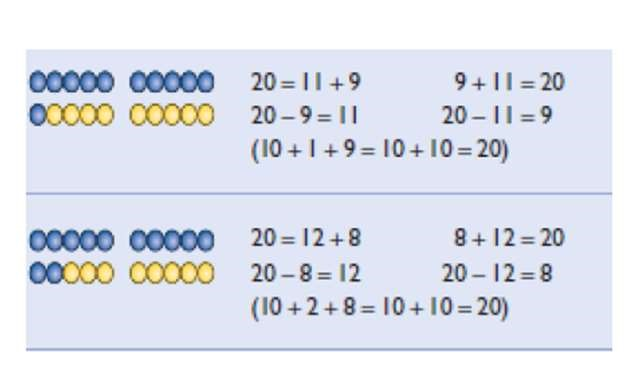 20 = 11 + 9 9 + 11 = 20
20 – 9 = 11 20 – 11 = 9
(10 + 1 + 9 = 10 + 10 = 20)
20 = 12 + 8 8 + 12 = 20
20 – 8 = 12 20 – 12 = 8
(10 + 2 + 8 = 10 + 10 = 20)